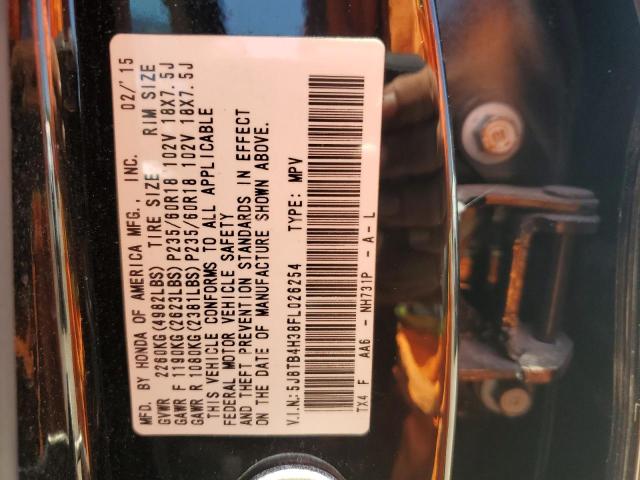 MFD. BY HONDA OF AMERICA MFG., INC. 02/'15
GVWR 2260KG(4982LBS) TIRE SIZE RIM SIZE
GAWR F 1190KG(2623LBS) P235/60R18 102V 18X7.5J
GAWR R 1080KG(2381LBS) P235/60R18 102V 18X7.5J
THIS VEHICLE CONFORMS TO ALL APPLICABLE
FEDERAL MOTOR VEHICLE SAFETY
AND THEFT PREVENTION STANDARDS IN EFFECT
ON THE DATE OF MANUFACTURE SHOWN ABOVE.
V.I.N.:5J8TB4H38FL028254 TYPE: MPV
TX4 F AA6 - NH731P - A-L